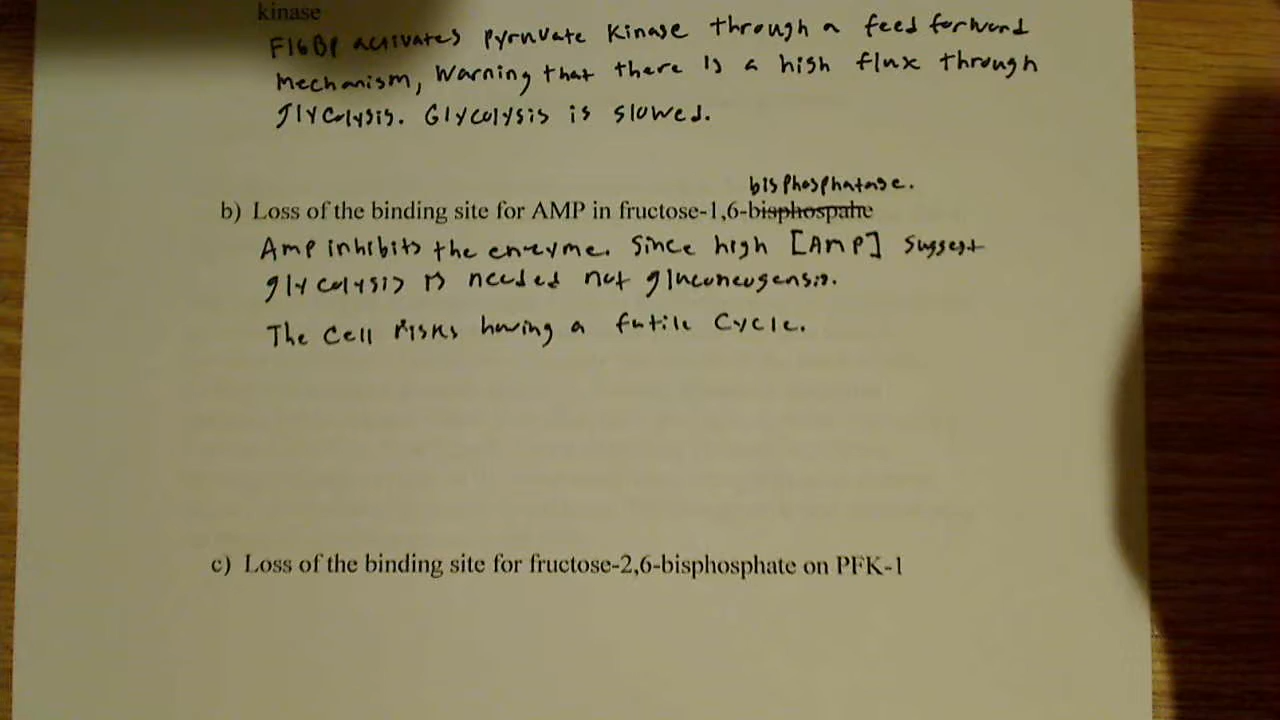 kinase
F16BP activates Pyruvate Kinase through a feed forward
Mechanism, Warning that there is a high flux through
glycolysis. Glycolysis is slowed.
bisphosphatase.
b) Loss of the binding site for AMP in fructose-1,6-bisphospahe
Amp inhibits the enzyme. Since high [AMP] suggest
glycolysis is needed not gluconeogensis.
The Cell risks having a futile Cycle.
c) Loss of the binding site for fructose-2,6-bisphosphate on PFK-1